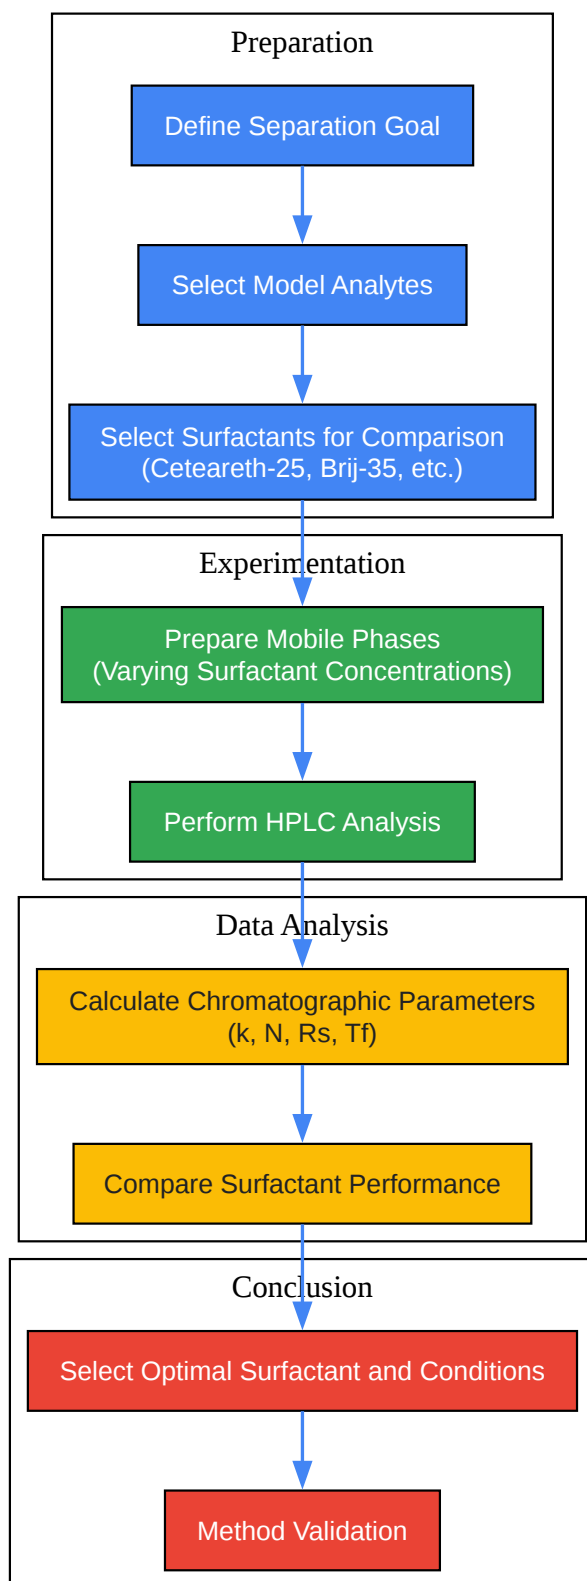 Preparation
Define Separation Goal
Select Model Analytes
Select Surfactants for Comparison
(Ceteareth-25, Brij-35, etc.)
Experimentation
Prepare Mobile Phases
(Varying Surfactant Concentrations)
Perform HPLC Analysis
Data Analysis
Calculate Chromatographic Parameters
(k, N, Rs, Tf)
Compare Surfactant Performance
Conclusion
Select Optimal Surfactant and Conditions
Method Validation